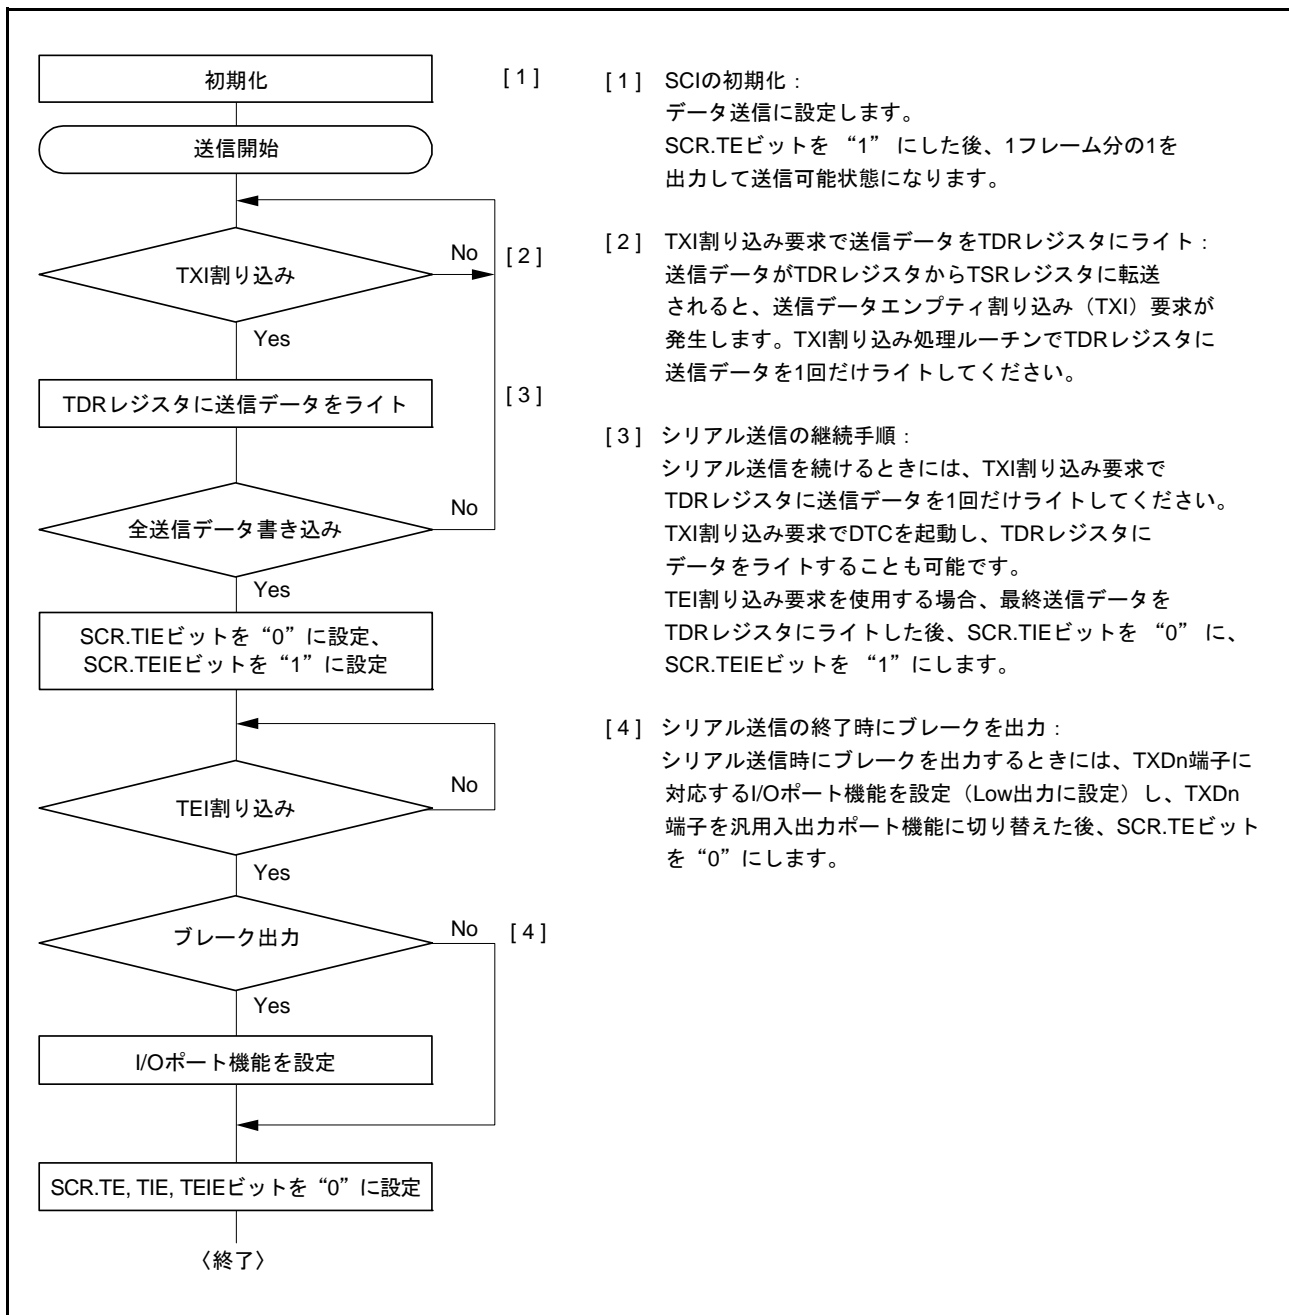 初期化
[ 1 ]
送信開始
TXI割り込み
No
[ 2 ]
Yes
TDRレジスタに送信データをライト
[ 3 ]
全送信データ書き込み
No
Yes
SCR.TIEビットを“0”に設定、
SCR.TEIEビットを“1”に設定
TEI割り込み
No
Yes
ブレーク出力
No
[ 4 ]
Yes
I/Oポート機能を設定
SCR.TE, TIE, TEIEビットを“0”に設定
〈終了〉
[ 1 ] SCIの初期化：
データ送信に設定します。
SCR.TEビットを “1” にした後、1フレーム分の1を
出力して送信可能状態になります。
[ 2 ] TXI割り込み要求で送信データをTDRレジスタにライト：
送信データがTDRレジスタからTSRレジスタに転送
されると、送信データエンプティ割り込み（TXI）要求が
発生します。TXI割り込み処理ルーチンでTDRレジスタに
送信データを1回だけライトしてください。
[ 3 ] シリアル送信の継続手順：
シリアル送信を続けるときには、TXI割り込み要求で
TDRレジスタに送信データを1回だけライトしてください。
TXI割り込み要求でDTCを起動し、TDRレジスタに
データをライトすることも可能です。
TEI割り込み要求を使用する場合、最終送信データを
TDRレジスタにライトした後、SCR.TIEビットを “0” に、
SCR.TEIEビットを “1”にします。
[ 4 ] シリアル送信の終了時にブレークを出力：
シリアル送信時にブレークを出力するときには、TXDn端子に
対応するI/Oポート機能を設定（Low出力に設定）し、TXDn
端子を汎用入出力ポート機能に切り替えた後、SCR.TEビット
を“0”にします。